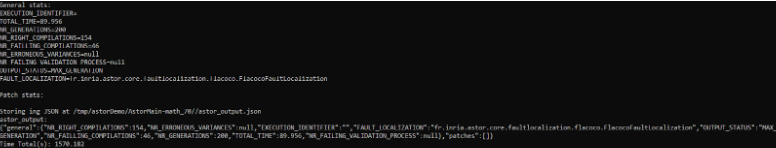 General stats:
EXECUTION_IDENTIFIER=
TOTAL_TIME=89.956
NR_GENERATIONS=200
NR_RIGHT_COMPILATIONS=154
NR_FAILLING_COMPILATIONS=46
NR_ERRONEOUS_VARIANCES=null
NR_FAILING_VALIDATION_PROCESS=null
OUTPUT_STATUS=MAX_GENERATION
FAULT_LOCALIZATION=fr.inria.astor.core.faultlocalization.flacoco.FlacocoFaultLocalization
Patch stats:
Storing ing JSON at /tmp/astorDemo/AstorMain-math_70//astor_output.json
astor_output:
{"general":{"NR_RIGHT_COMPILATIONS":154,"NR_ERRONEOUS_VARIANCES":null,"EXECUTION_IDENTIFIER":"","FAULT_LOCALIZATION":"fr.inria.astor.core.faultlocalization.flacoco.FlacocoFaultLocalization","OUTPUT_STATUS":"MAX_
GENERATION","NR_FAILLING_COMPILATIONS":46,"NR_GENERATIONS":200,"TOTAL_TIME":89.956,"NR_FAILING_VALIDATION_PROCESS":null},"patches":[]}
Time Total(s): 1570.182